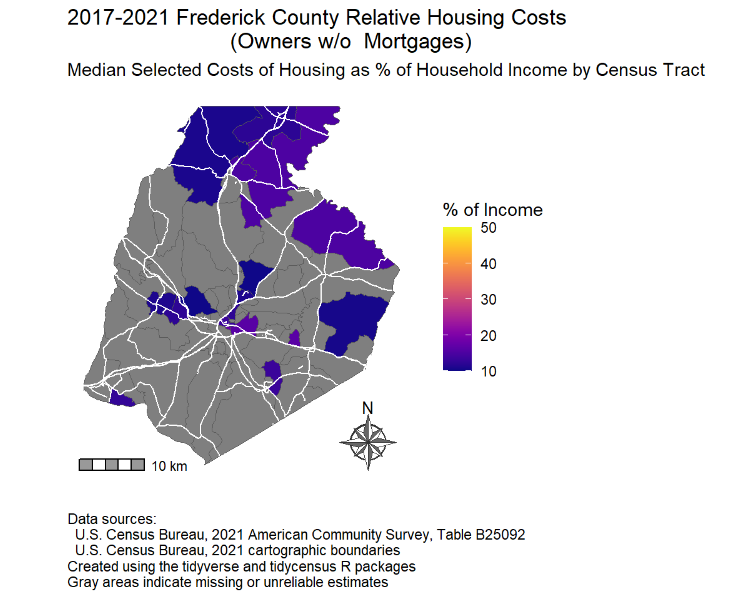 2017-2021 Frederick County Relative Housing Costs
(Owners w/o  Mortgages)
Median Selected Costs of Housing as % of Household Income by Census Tract
% of Income
50
40
30
20
10
N
10 km
Data sources:
U.S. Census Bureau, 2021 American Community Survey, Table B25092
U.S. Census Bureau, 2021 cartographic boundaries
Created using the tidyverse and tidycensus R packages
Gray areas indicate missing or unreliable estimates